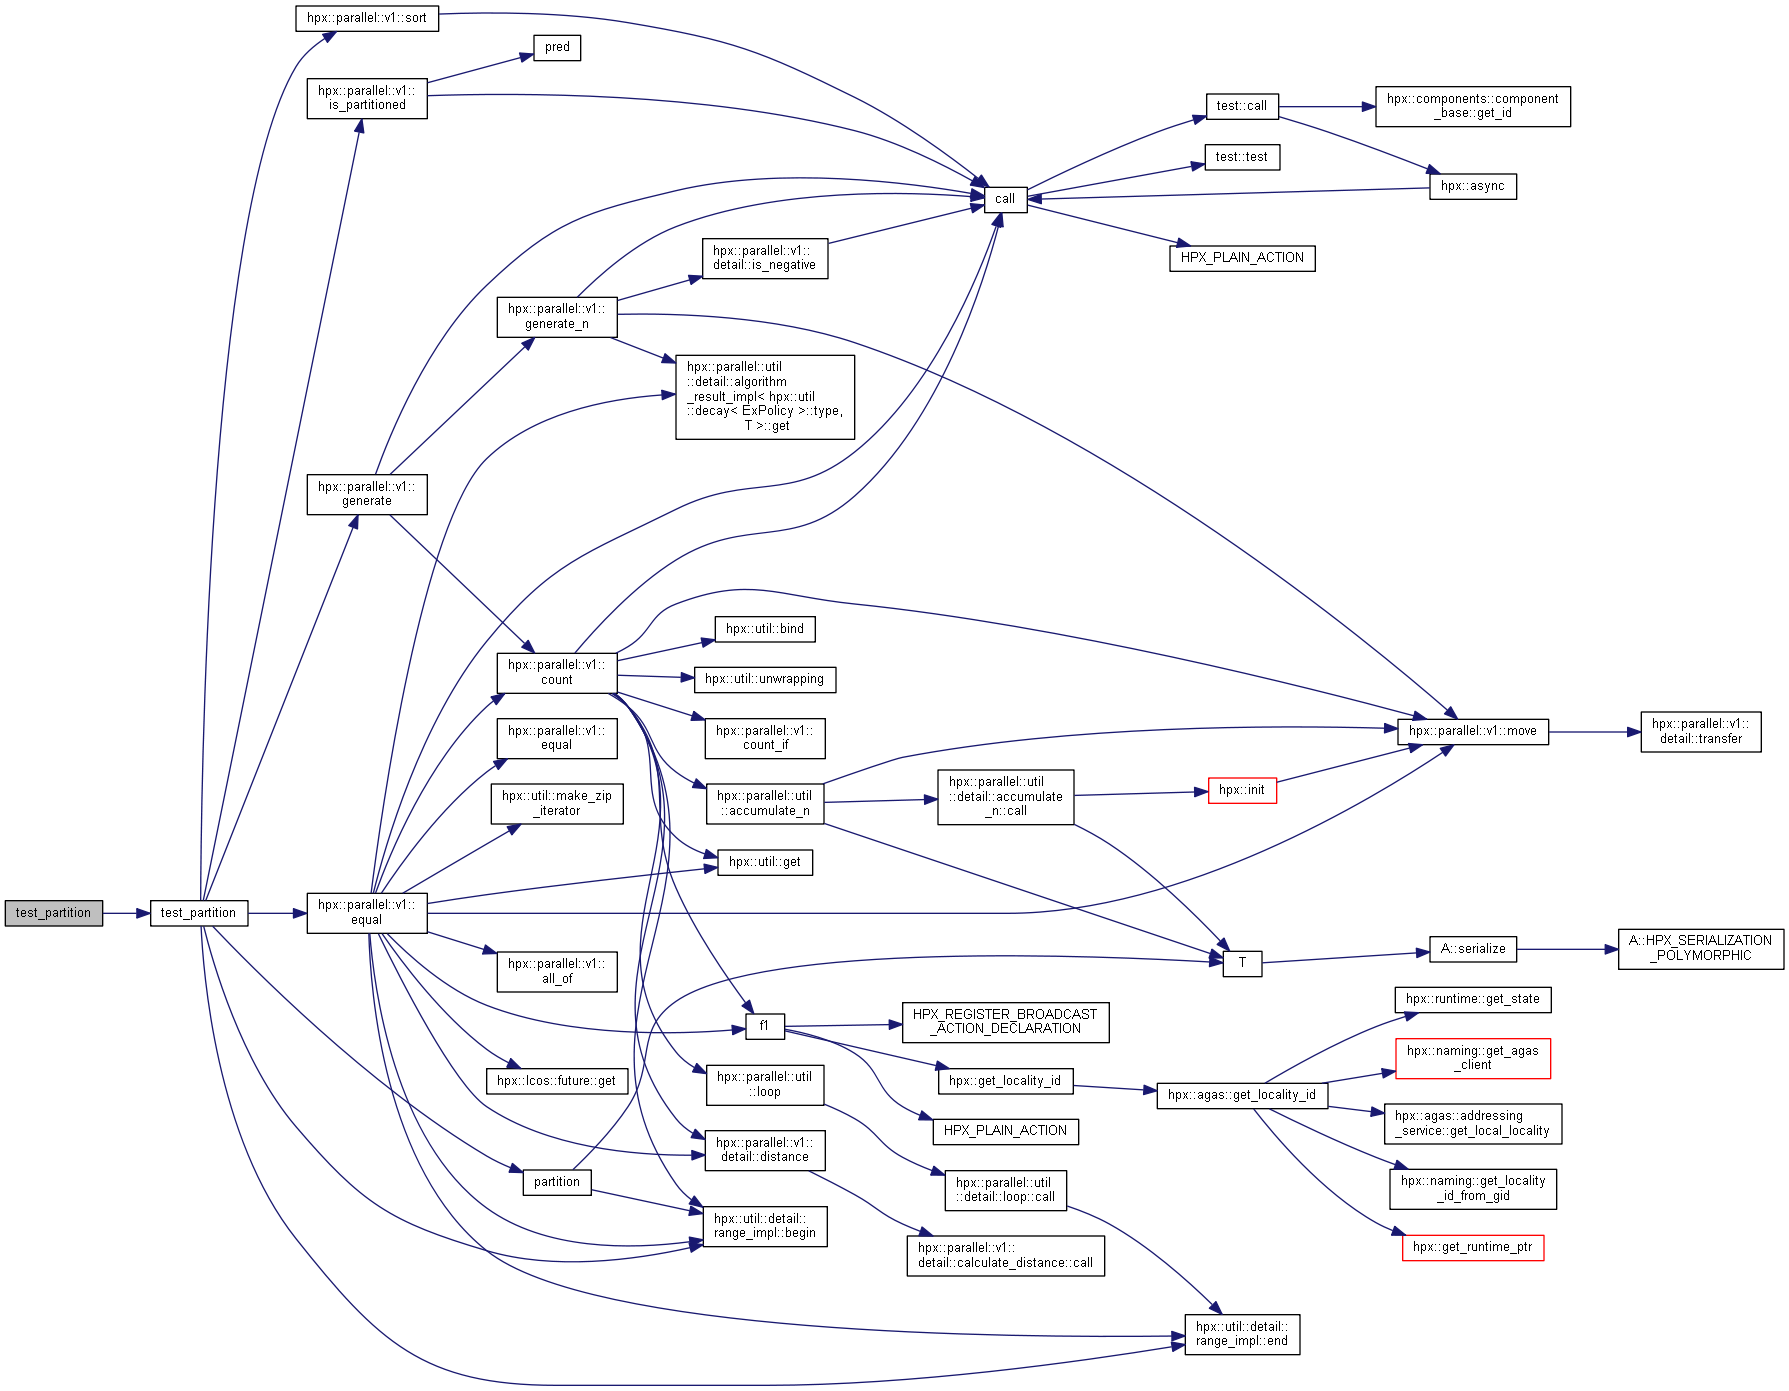 hpx::parallel::v1::sort
pred
hpx::parallel::v1::
is_partitioned
test::call
hpx::components::component
_base::get_id
test::test
hpx::async
call
HPX_PLAIN_ACTION
hpx::parallel::v1::
detail::is_negative
hpx::parallel::v1::
generate_n
hpx::parallel::util
::detail::algorithm
_result_impl< hpx::util
::decay< ExPolicy >::type,
T >::get
hpx::parallel::v1::
generate
hpx::util::bind
hpx::parallel::v1::
count
hpx::util::unwrapping
hpx::parallel::v1::
equal
hpx::parallel::v1::
count_if
hpx::parallel::v1::move
hpx::parallel::v1::
detail::transfer
hpx::util::make_zip
_iterator
hpx::parallel::util
::accumulate_n
hpx::parallel::util
::detail::accumulate
_n::call
hpx::init
hpx::util::get
test_partition
test_partition
hpx::parallel::v1::
equal
hpx::parallel::v1::
all_of
T
A::serialize
A::HPX_SERIALIZATION
_POLYMORPHIC
hpx::runtime::get_state
f1
HPX_REGISTER_BROADCAST
_ACTION_DECLARATION
hpx::naming::get_agas
_client
hpx::lcos::future::get
hpx::parallel::util
::loop
hpx::get_locality_id
hpx::agas::get_locality_id
hpx::agas::addressing
_service::get_local_locality
HPX_PLAIN_ACTION
hpx::parallel::v1::
detail::distance
partition
hpx::parallel::util
::detail::loop::call
hpx::naming::get_locality
_id_from_gid
hpx::util::detail::
range_impl::begin
hpx::parallel::v1::
detail::calculate_distance::call
hpx::get_runtime_ptr
hpx::util::detail::
range_impl::end